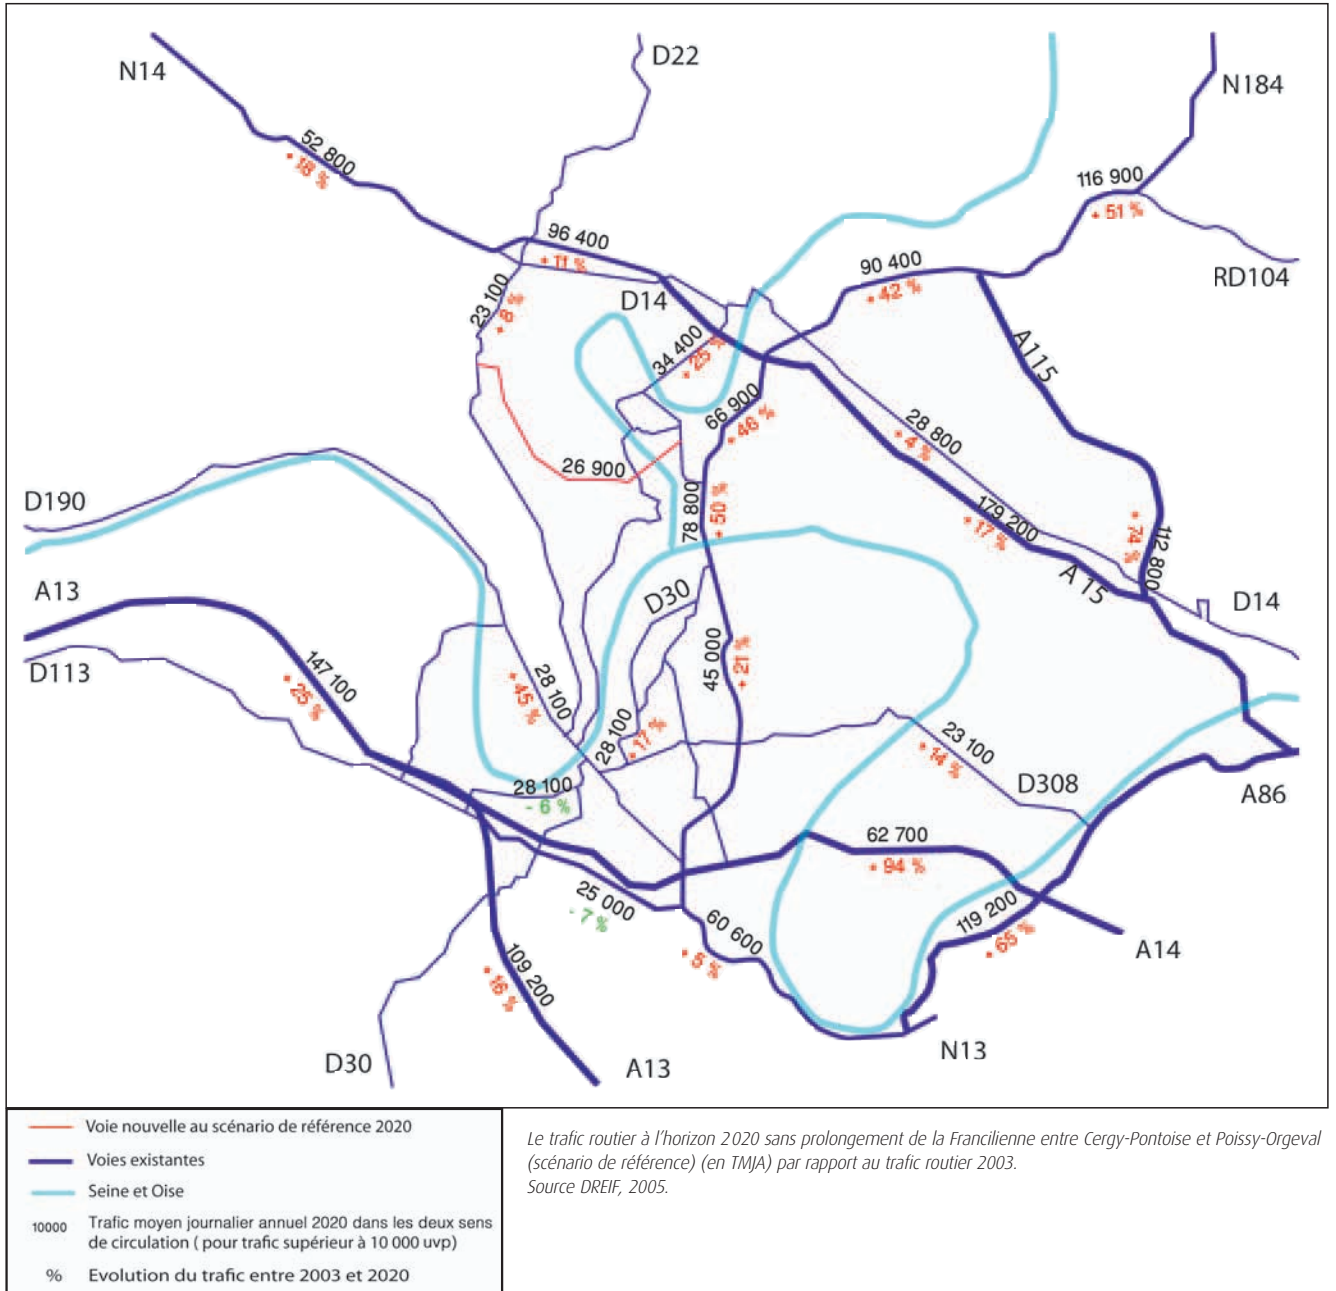 N14
D22
N184
52 800
+ 18 %
116 900
+ 51 %
96 400
+ 11 %
90 400
+ 42 %
RD104
23 100
+ 8 %
D14
34 400
+ 25 %
A115
66 900
+ 46 %
28 800
+ 4 %
26 900
D190
78 800
+ 50 %
179 200
+ 17 %
+ 74 %
112 800
A 15
A13
D30
D14
D113
147 100
+ 25 %
28 100
+ 45 %
45 000
+ 21 %
28 100
+ 17 %
23 100
+ 14 %
D308
A86
28 100
- 6 %
62 700
+ 94 %
25 000
- 7 %
60 600
+ 5 %
119 200
+ 65 %
A14
109 200
+ 16 %
N13
D30
A13
Voie nouvelle au scénario de référence 2020
Voies existantes
Seine et Oise
10000 Trafic moyen journalier annuel 2020 dans les deux sens
de circulation ( pour trafic supérieur à 10 000 uvp)
% Evolution du trafic entre 2003 et 2020
Le trafic routier à l'horizon 2020 sans prolongement de la Francilienne entre Cergy-Pontoise et Poissy-Orgeval
(scénario de référence) (en TMJA) par rapport au trafic routier 2003.
Source DREIF, 2005.